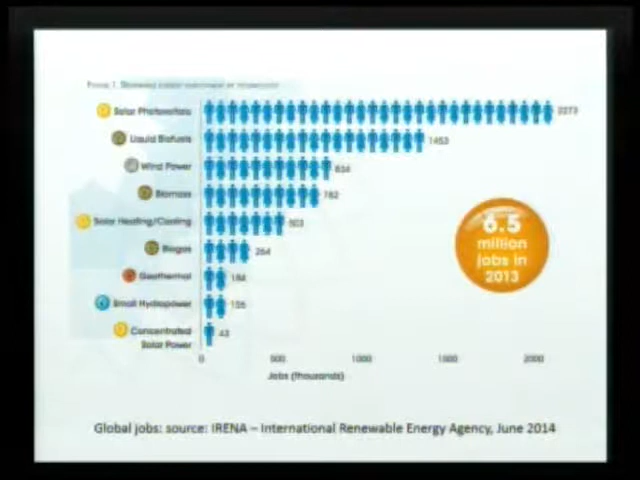 Solar Photovoltaic 2273
Liquid Biofuels 1453
Wind Power 834
Biomass 782
Solar Heating/Cooling 503
Biogas 264
Geothermal 184
Small Hydropower
Concentrated
Solar Power 43
0 500 1000 1500 2000
Jobs (thousands)
6.5
million
jobs in
2013
Global jobs: source: IRENA – International Renewable Energy Agency, June 2014